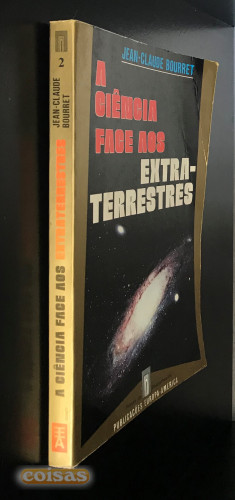 2
JEAN-CLAUDE
BOURRET
A CIÊNCIA FACE AOS EXTRATERRESTRES
JEAN-CLAUDE BOURRET
A
CIÊNCIA
FACE AOS
EXTRA-
TERRESTRES
PUBLICAÇÕES EUROPA-AMÉRICA
coisas